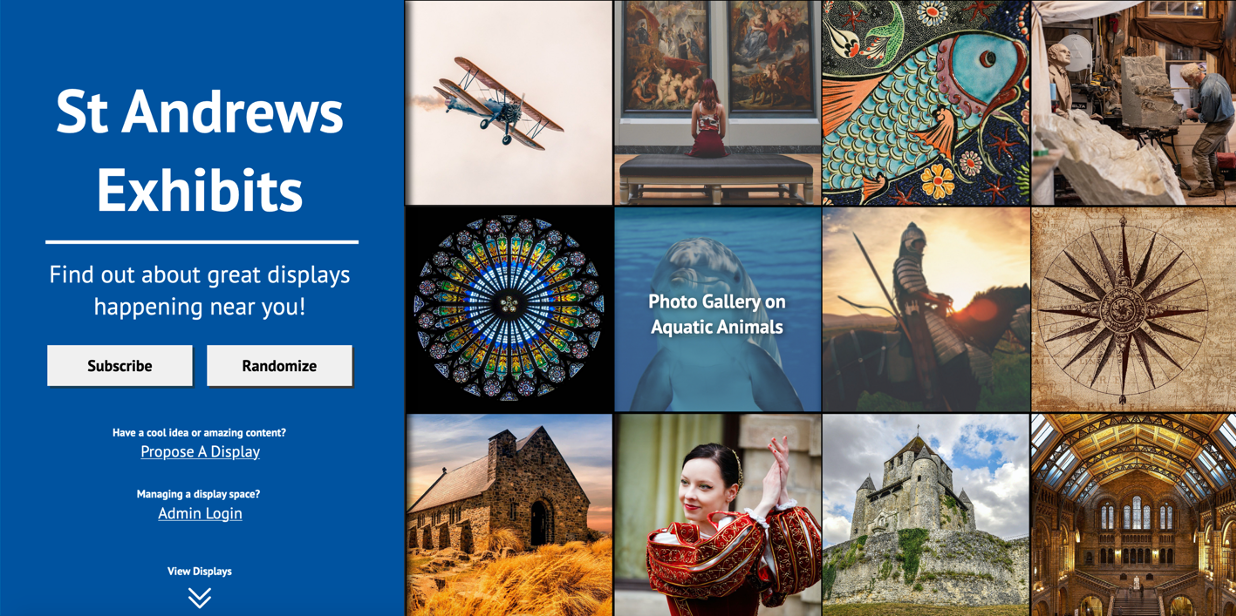 St Andrews
Exhibits
Find out about great displays
happening near you!
Subscribe
Randomize
Have a cool idea or amazing content?
Propose A Display
Managing a display space?
Admin Login
View Displays
Photo Gallery on
Aquatic Animals